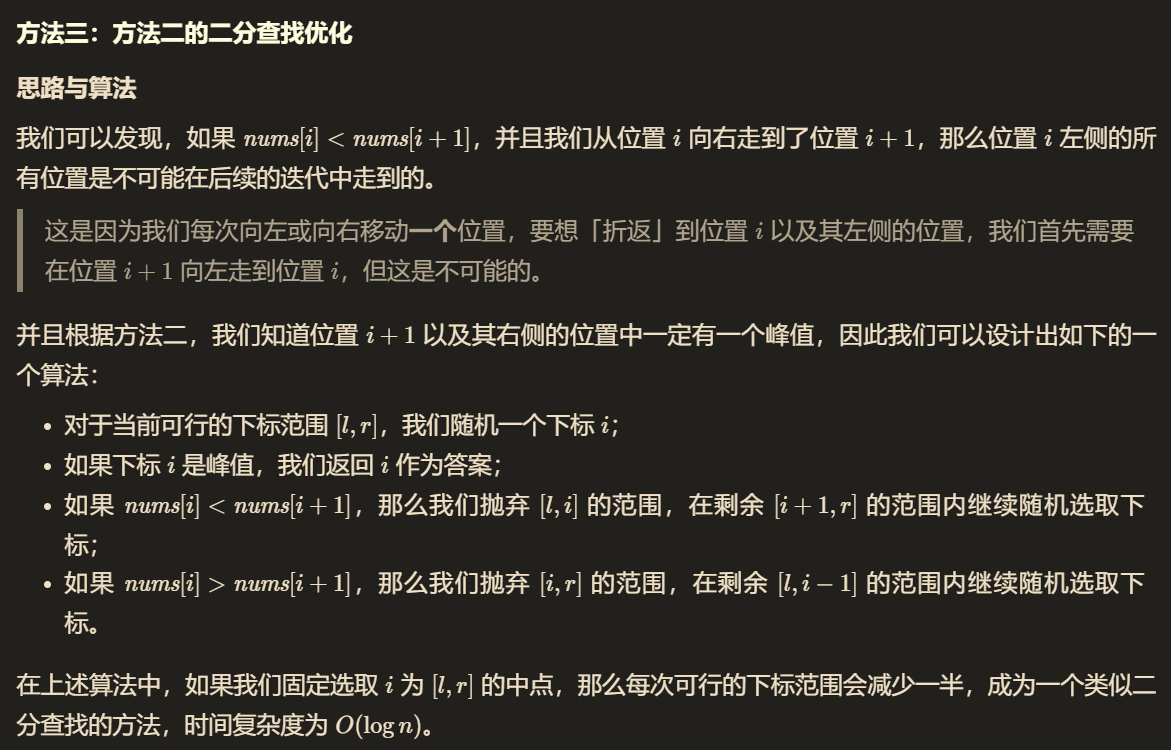 方法三：方法二的二分查找优化
思路与算法
我们可以发现，如果 nums[i] < nums[i + 1]，并且我们从位置 i 向右走到了位置 i + 1，那么位置 i 左侧的所
有位置是不可能在后续的迭代中走到的。
这是因为我们每次向左或向右移动一个位置，要想「折返」到位置 i 以及其左侧的位置，我们首先需要
在位置 i + 1 向左走到位置 i，但这是不可能的。
并且根据方法二，我们知道位置 i + 1 以及其右侧的位置中一定有一个峰值，因此我们可以设计出如下的一
个算法：
• 对于当前可行的下标范围 [l, r]，我们随机一个下标 i；
• 如果下标 i 是峰值，我们返回 i 作为答案；
• 如果 nums[i] < nums[i + 1]，那么我们抛弃 [l, i] 的范围，在剩余 [i + 1, r] 的范围内继续随机选取下
标；
• 如果 nums[i] > nums[i + 1]，那么我们抛弃 [i, r] 的范围，在剩余 [l, i − 1] 的范围内继续随机选取下
标。
在上述算法中，如果我们固定选取 i 为 [l, r] 的中点，那么每次可行的下标范围会减少一半，成为一个类似二
分查找的方法，时间复杂度为 O(log n)。